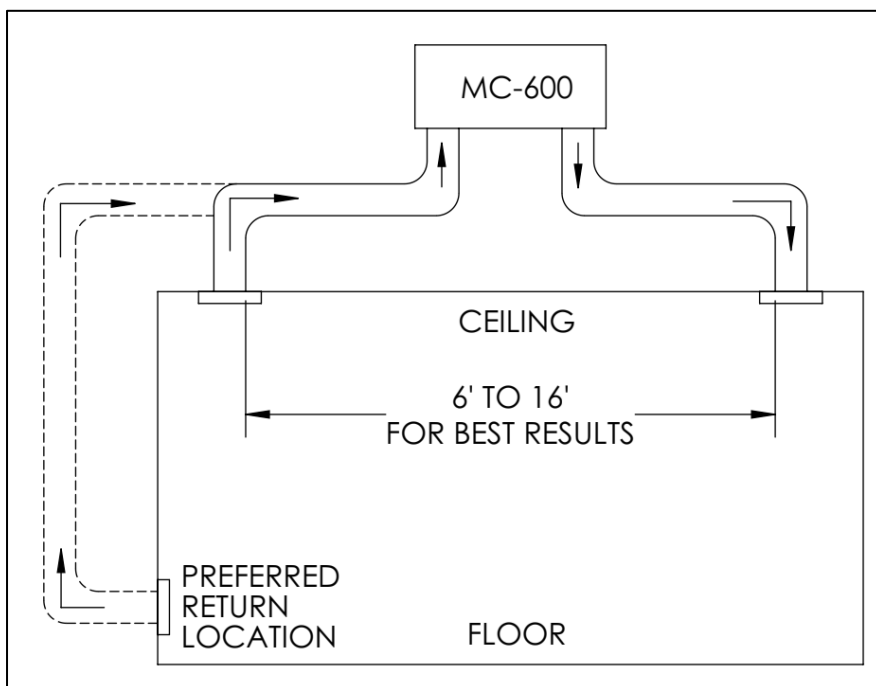 MC-600
CEILING
6' TO 16'
FOR BEST RESULTS
PREFERRED
RETURN
LOCATION
FLOOR